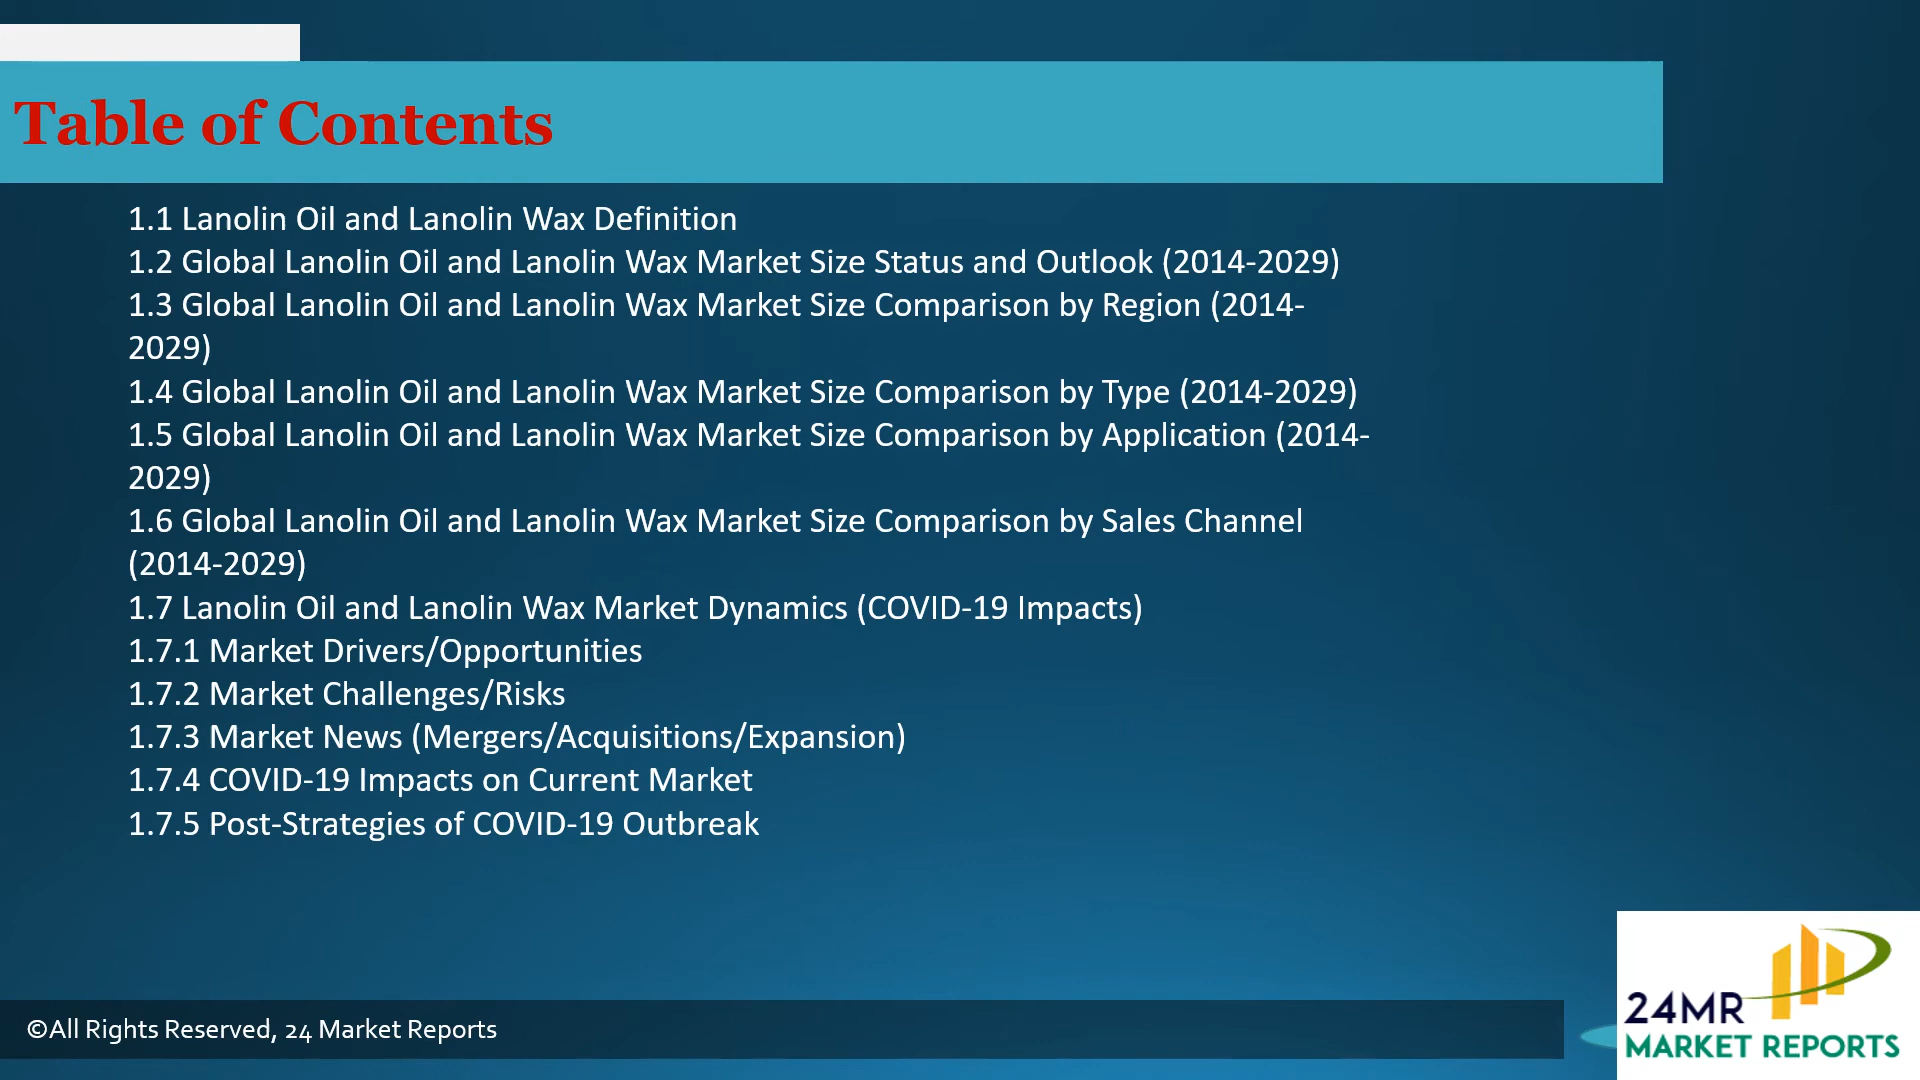 Table of Contents
1.1 Lanolin Oil and Lanolin Wax Definition
1.2 Global Lanolin Oil and Lanolin Wax Market Size Status and Outlook (2014-2029)
1.3 Global Lanolin Oil and Lanolin Wax Market Size Comparison by Region (2014-
2029)
1.4 Global Lanolin Oil and Lanolin Wax Market Size Comparison by Type (2014-2029)
1.5 Global Lanolin Oil and Lanolin Wax Market Size Comparison by Application (2014-
2029)
1.6 Global Lanolin Oil and Lanolin Wax Market Size Comparison by Sales Channel
(2014-2029)
1.7 Lanolin Oil and Lanolin Wax Market Dynamics (COVID-19 Impacts)
1.7.1 Market Drivers/Opportunities
1.7.2 Market Challenges/Risks
1.7.3 Market News (Mergers/Acquisitions/Expansion)
1.7.4 COVID-19 Impacts on Current Market
1.7.5 Post-Strategies of COVID-19 Outbreak
©All Rights Reserved, 24 Market Reports
24MR
MARKET REPORTS